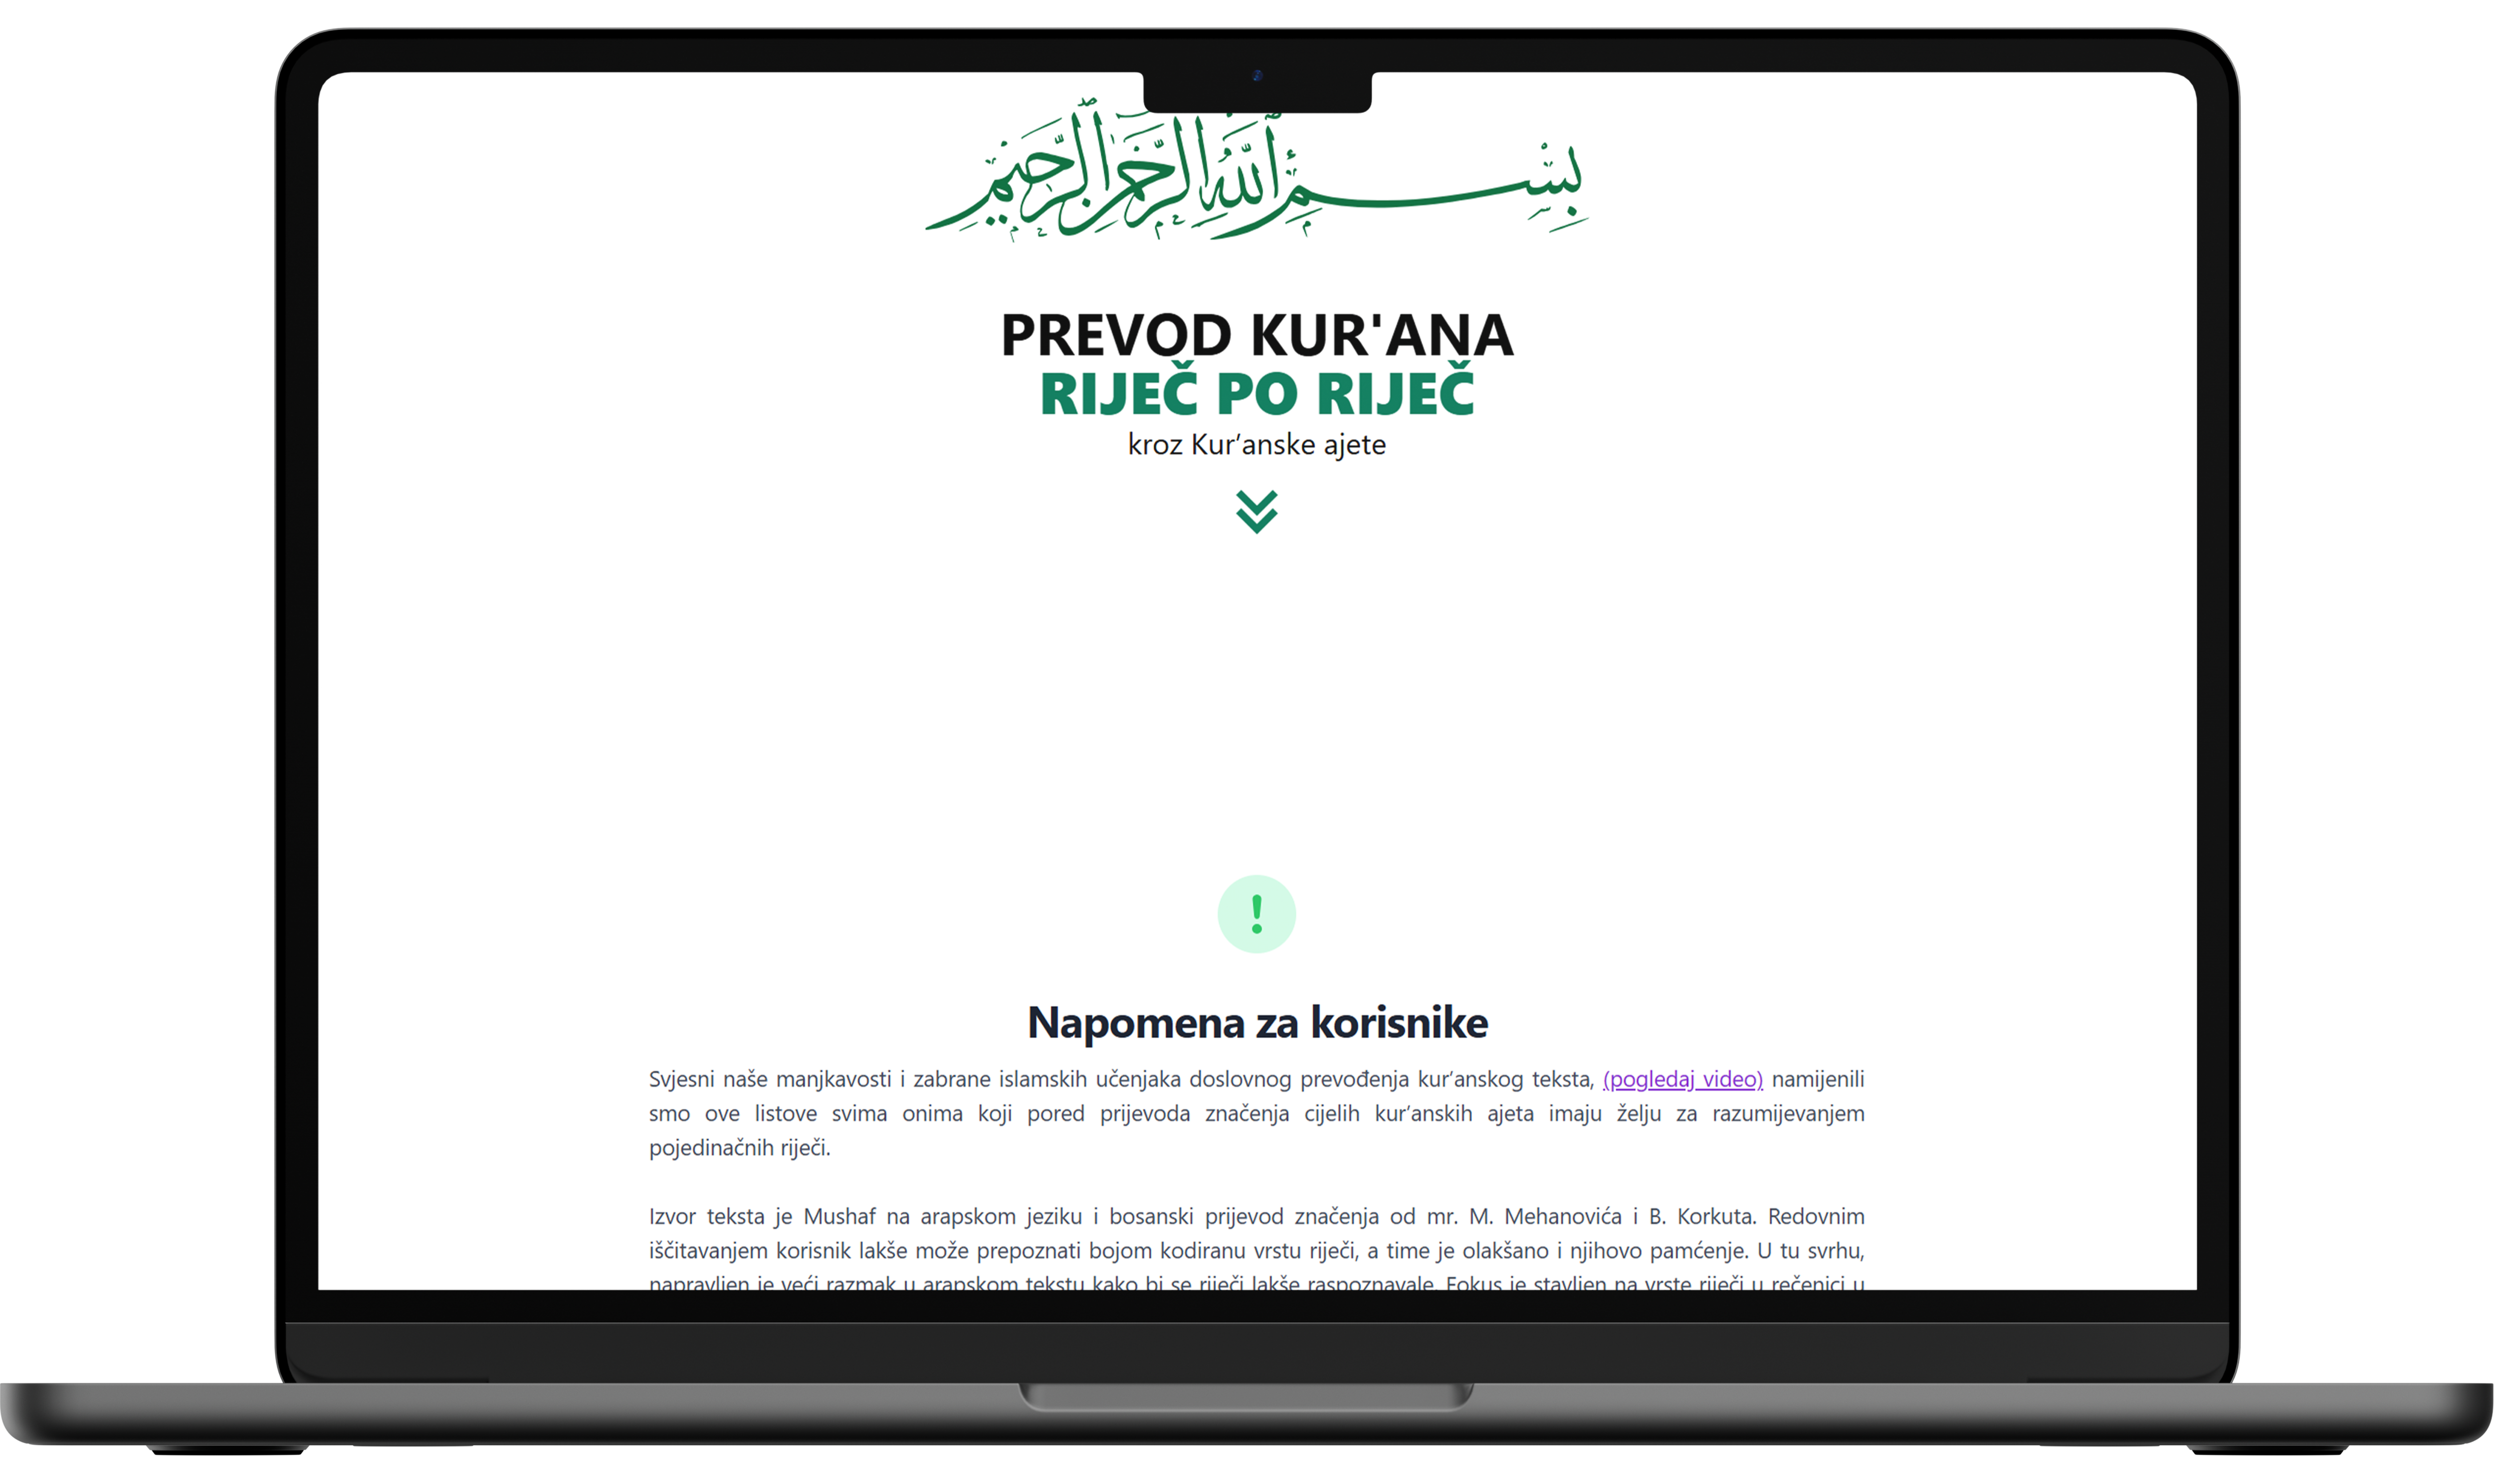 بِسْمِ ٱللَّهِ ٱلرَّحْمَٰنِ ٱلرَّحِيمِ
PREVOD KUR'ANA
RIJEČ PO RIJEČ
kroz Kur’anske ajete
!
Napomena za korisnike
Svjesni naše manjkavosti i zabrane islamskih učenjaka doslovnog prevođenja kur’anskog teksta, (pogledaj video) namijenili
smo ove listove svima onima koji pored prijevoda značenja cijelih kur’anskih ajeta imaju želju za razumijevanjem
pojedinačnih riječi.
Izvor teksta je Mushaf na arapskom jeziku i bosanski prijevod značenja od mr. M. Mehanovića i B. Korkuta. Redovnim
iščitavanjem korisnik lakše može prepoznati bojom kodiranu vrstu riječi, a time je olakšano i njihovo pamćenje. U tu svrhu,
napravljen je veći razmak u arapskom tekstu kako bi se riječi lakše raspoznavale. Fokus je stavljen na vrste riječi u rečenici u